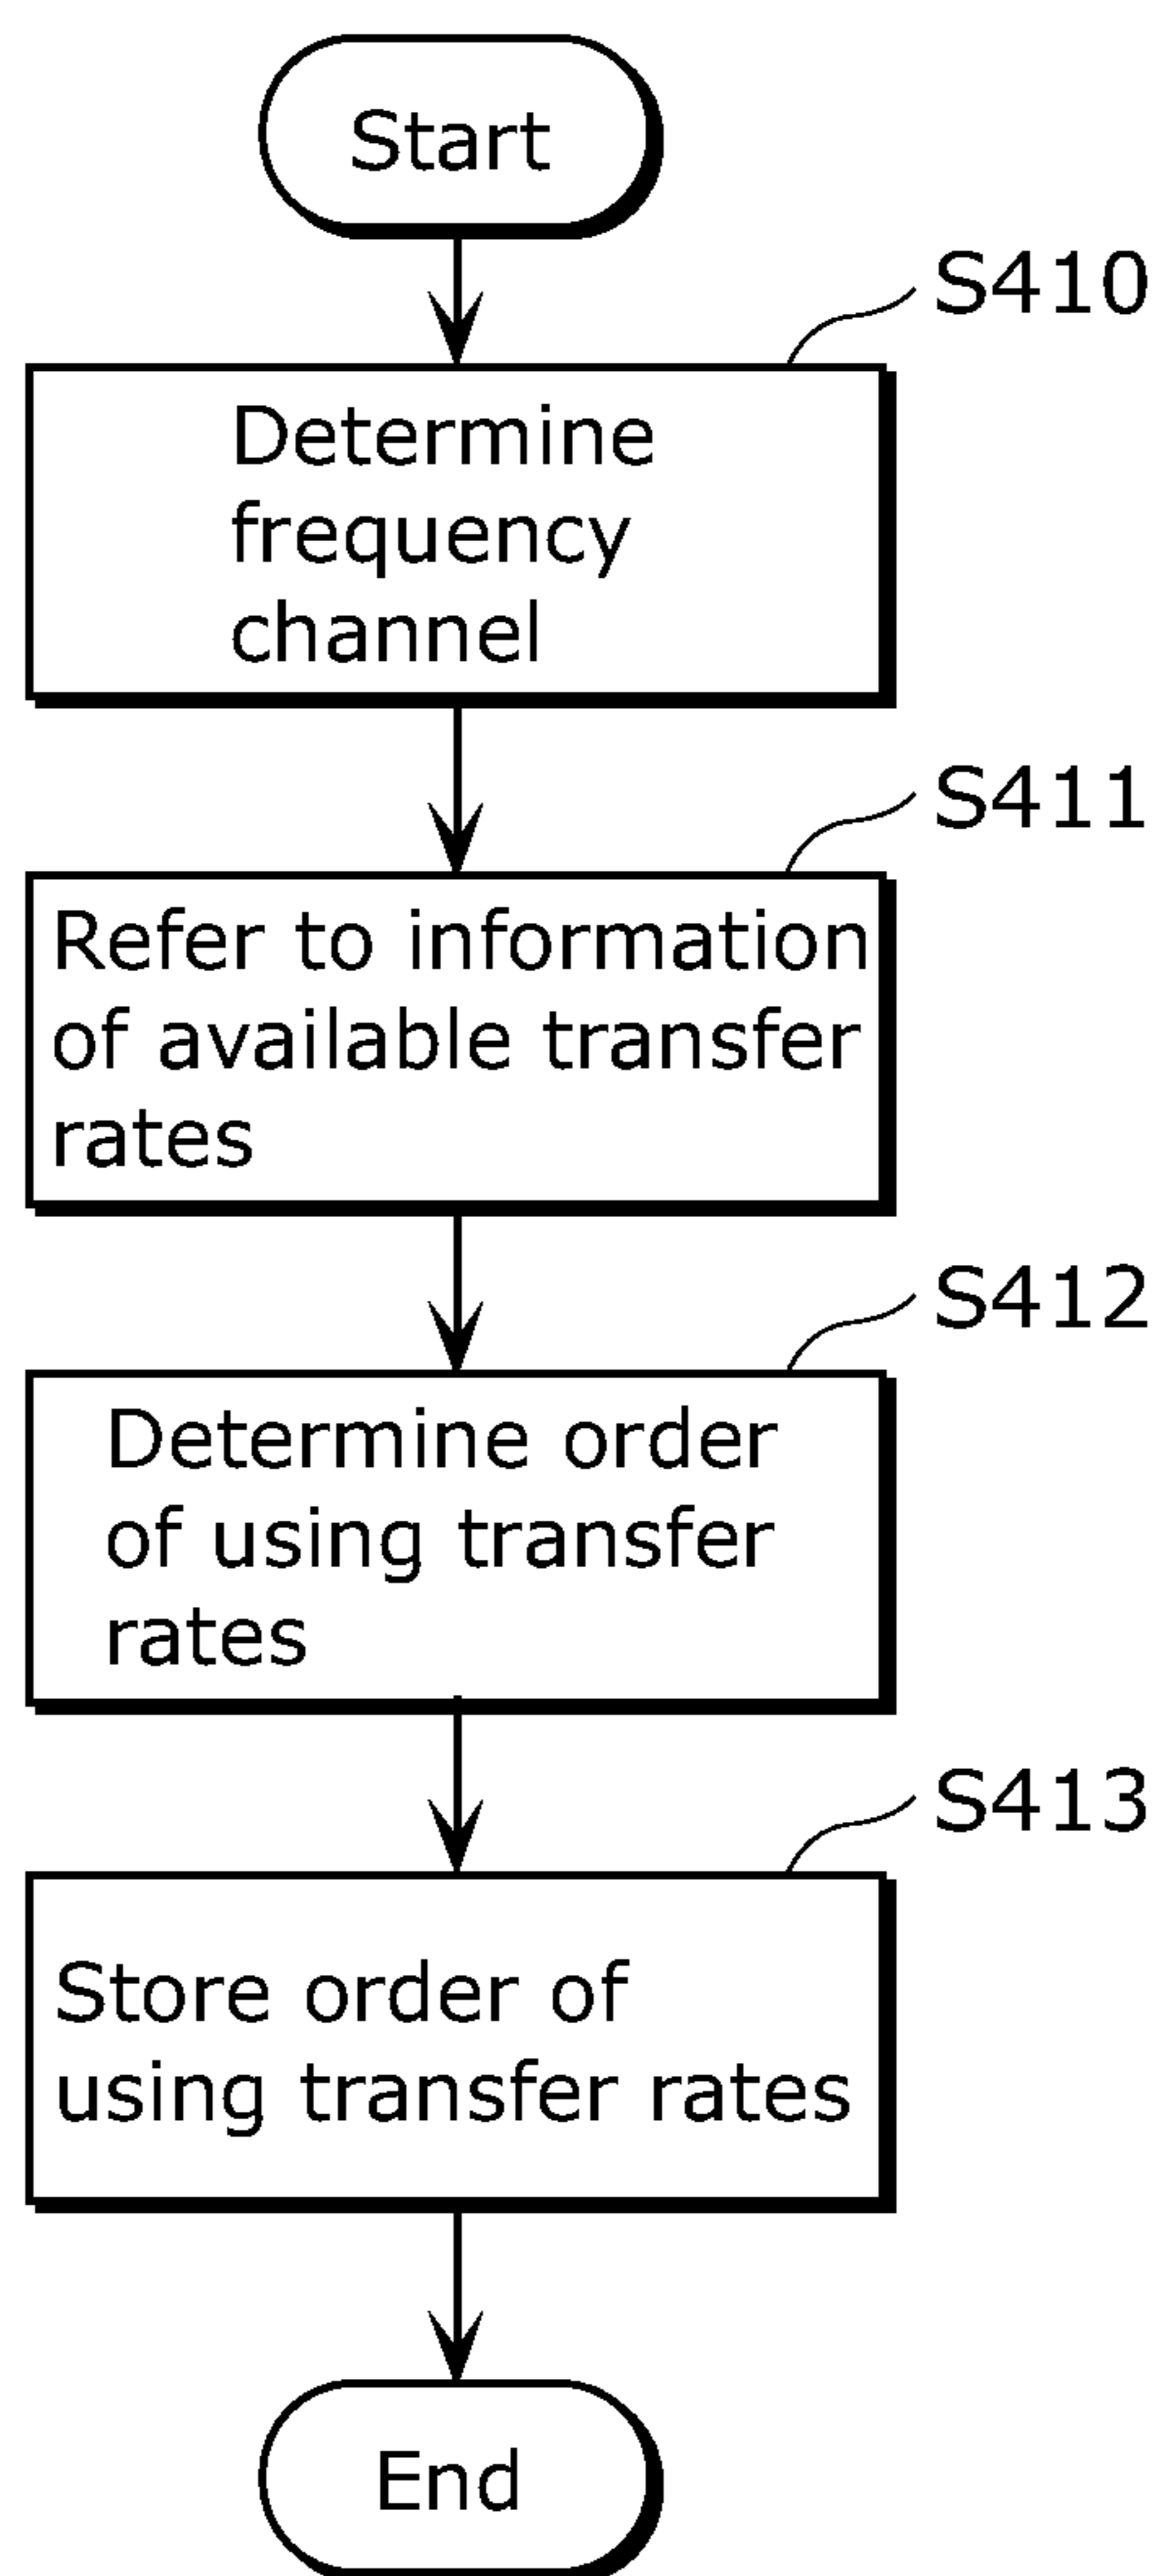 Start
S410
Determine
frequency
channel
S411
Refer to information
of available transfer
rates
S412
Determine order
of using transfer
rates
S413
Store order of
using transfer rates
End